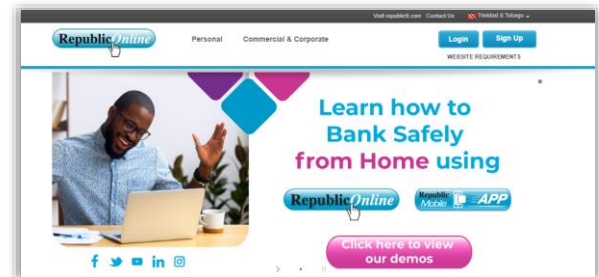 Visit republictt.com Contact Us Trinidad & Tobago
RepublicOnline
Personal Commercial & Corporate
Login Sign Up
WEBSITE REQUIREMENTS
Learn how to
Bank Safely
from Home using
RepublicOnline
Republic
Mobile APP
Click here to view
our demos